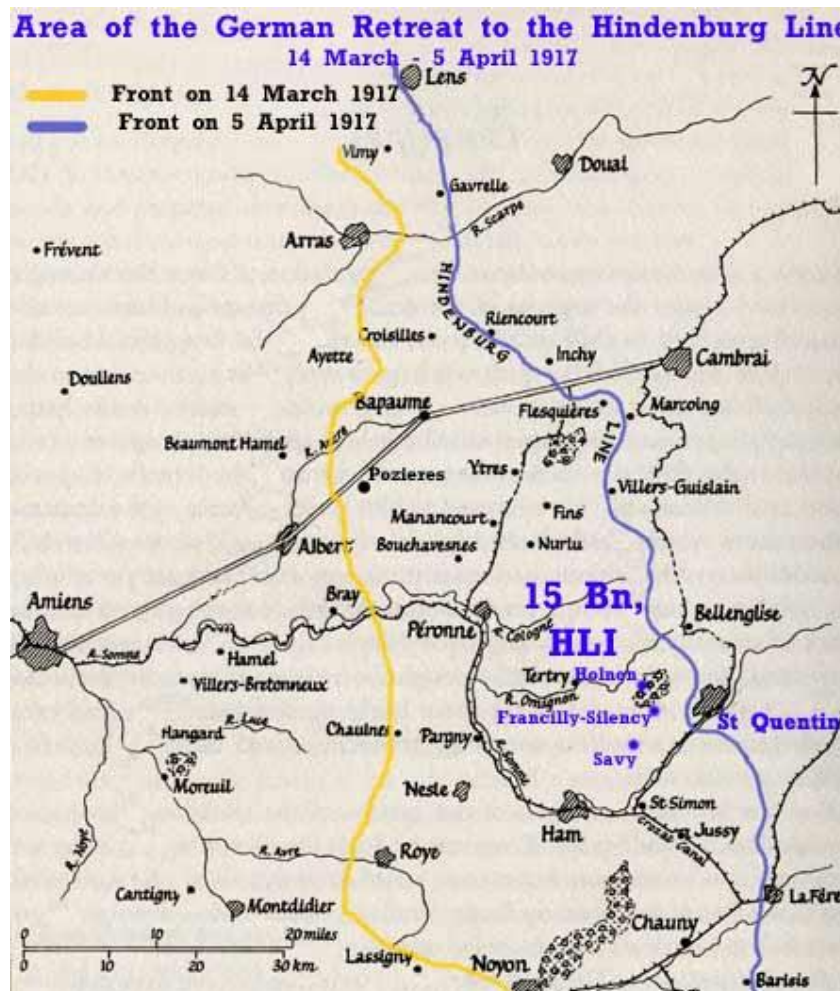 Area of the German Retreat to the Hindenburg Line
14 March - 5 April 1917
Lens
N
Front on 14 March 1917
Front on 5 April 1917
Vimy
Douai
Gavrelle
R. Scarpe
Arras
Frévent
HINDENBURG
Riencourt
Croisilles
Ayette
Inchy
Cambrai
Doullens
Bapaume
Flesquières
Marcoing
R. Ancre
LINE
Beaumont Hamel
Yrres
Pozieres
Villers-Guislain
Fins
Manancourt
Albert
Bouchavesnes
Nurlu
Amiens
Bray
15 Bn,
HLI
Péronne
R. Cologne
Bellenglise
R. Somme
Hamel
Tertry
Holnon
Villers-Bretonneux
R. Omignon
R. Luce
Francilly-Silency
St Quentin
Hangard
Chaulnes
Pargny
R. Somme
Savy
Moreuil
Nesle
St Simon
Ham
Crozat Canal
Jussy
R. Noye
R. Avre
Roye
Cantigny
Montdidier
La Fére
Chauny
0 10 20 miles
0 10 20 30 km
Lassigny
Noyon
Barisis